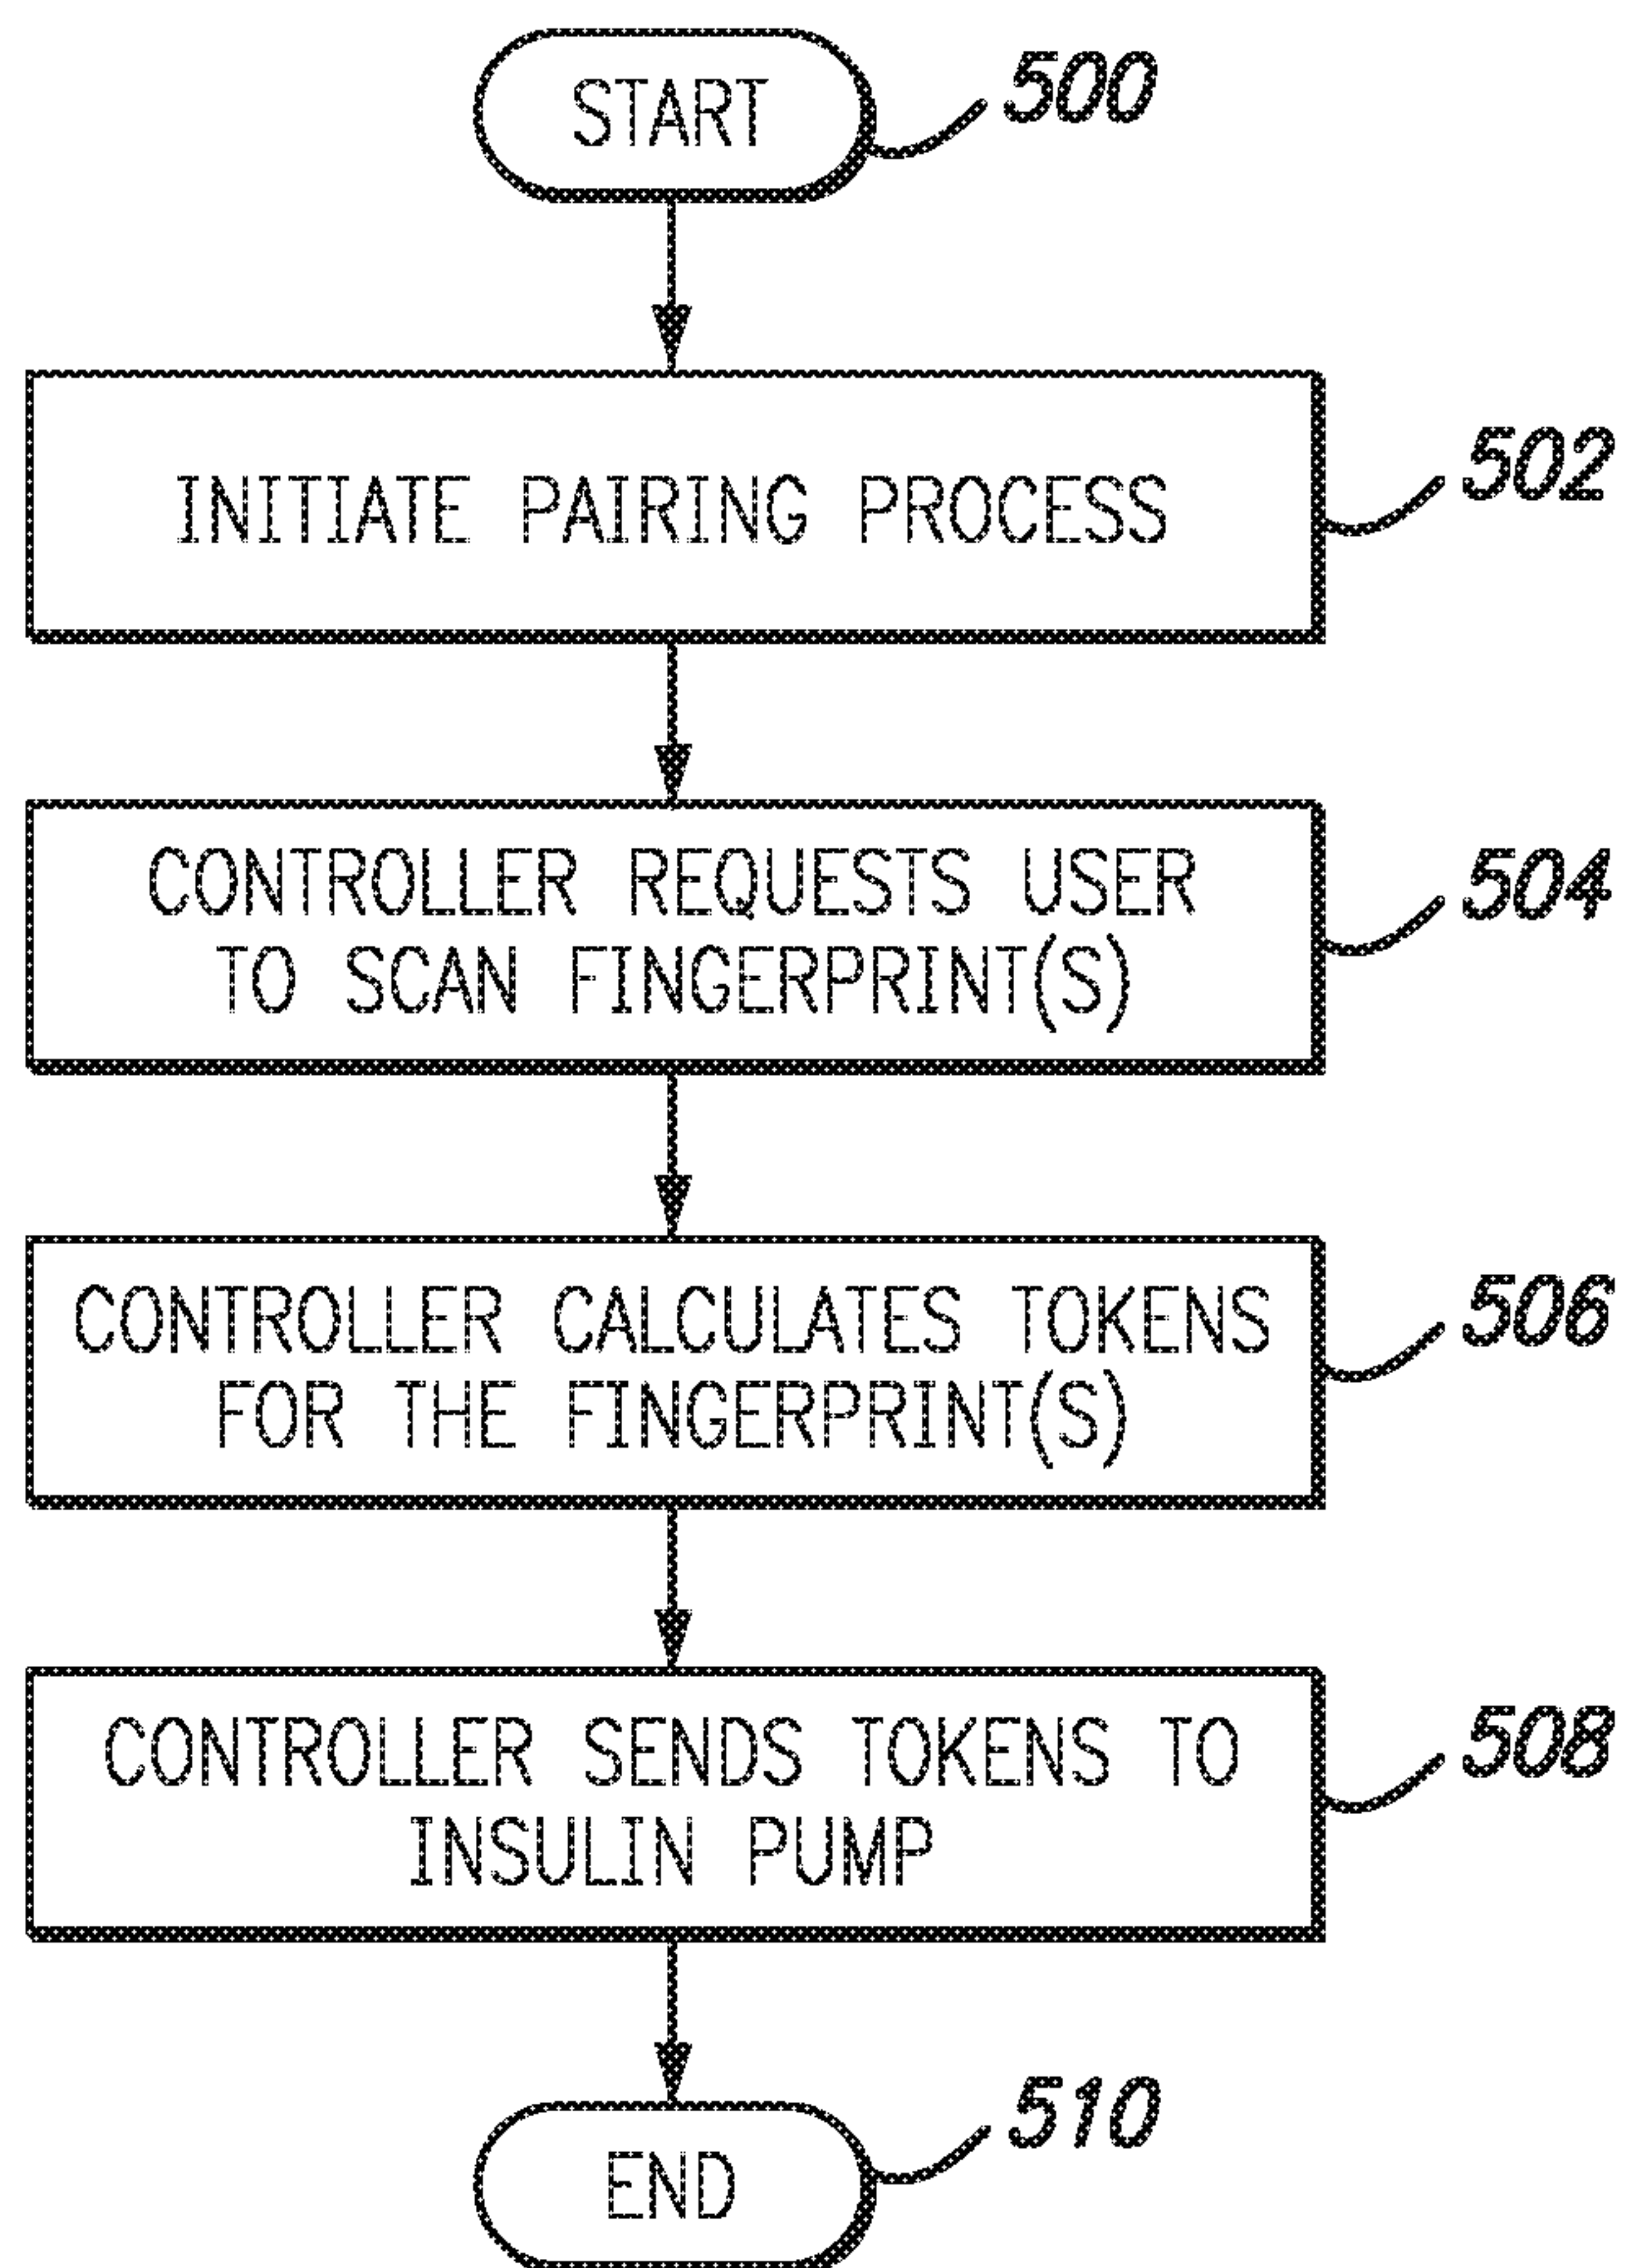 START
500
INITIATE PAIRING PROCESS
502
CONTROLLER REQUESTS USER
TO SCAN FINGERPRINT(S)
504
CONTROLLER CALCULATES TOKENS
FOR THE FINGERPRINT(S)
506
CONTROLLER SENDS TOKENS TO
INSULIN PUMP
508
END
510